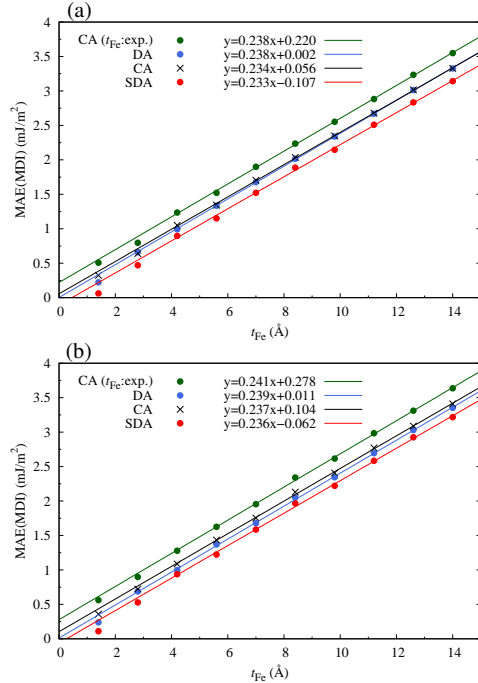 (a)
CA (tFe:exp.) y=0.238x+0.220
DA y=0.238x+0.002
CA y=0.234x+0.056
SDA y=0.233x−0.107
MAE(MDI) (mJ/m2)
4
3.5
3
2.5
2
1.5
1
0.5
0
0 2 4 6 8 10 12 14
tFe (Å)
(b)
CA (tFe:exp.) y=0.241x+0.278
DA y=0.239x+0.011
CA y=0.237x+0.104
SDA y=0.236x−0.062
MAE(MDI) (mJ/m2)
4
3.5
3
2.5
2
1.5
1
0.5
0
0 2 4 6 8 10 12 14
tFe (Å)